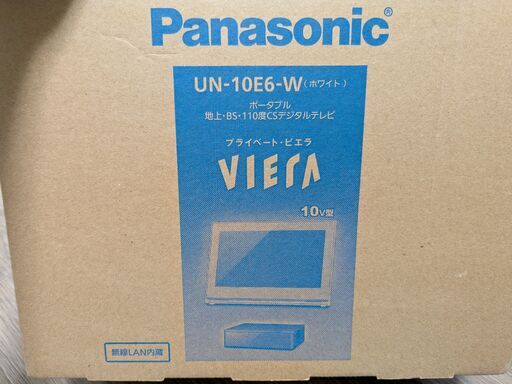 Panasonic®
UN-10E6-W(ホワイト)
ポータブル
地上・BS・110度CSデジタルテレビ
プライベート・ビエラ
VIErA
10V型
無線LAN内蔵